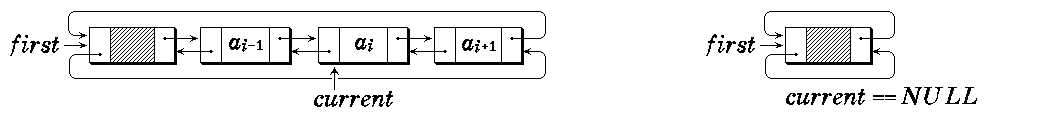 first a_{i-1} a_i a_{i+1} first
current current == NULL